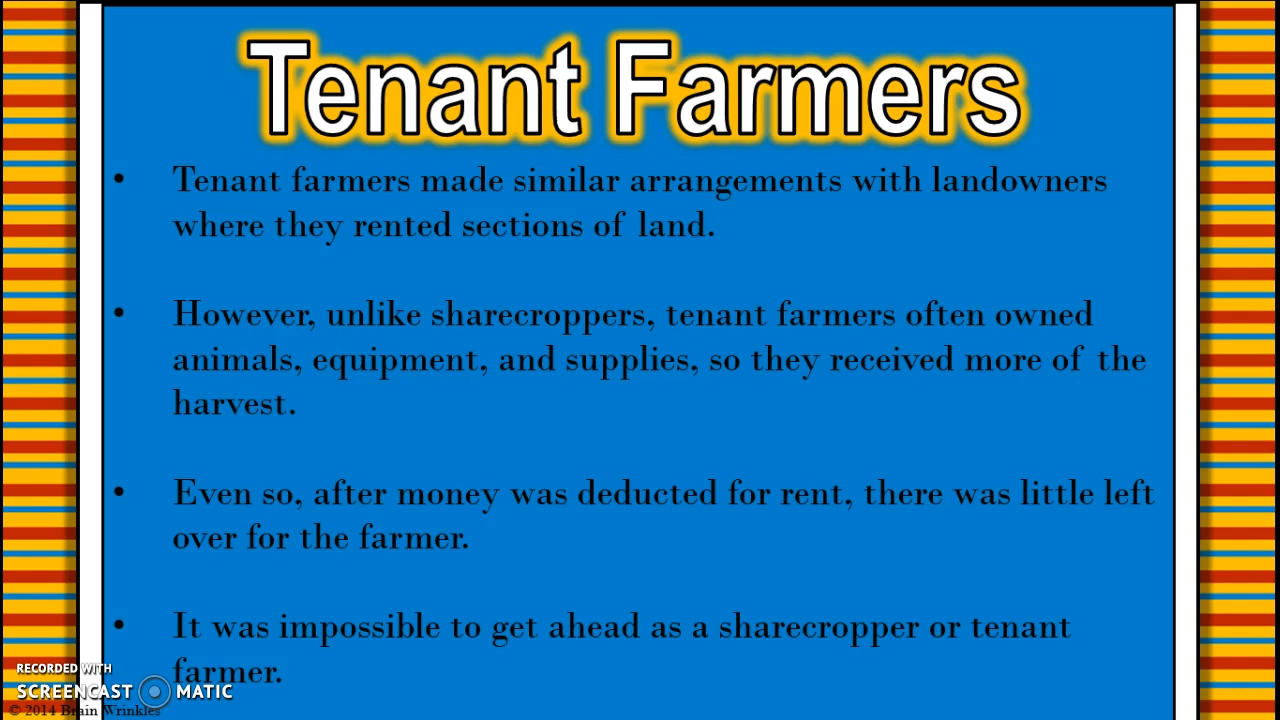 Tenant Farmers
• Tenant farmers made similar arrangements with landowners
where they rented sections of land.
• However, unlike sharecroppers, tenant farmers often owned
animals, equipment, and supplies, so they received more of the
harvest.
• Even so, after money was deducted for rent, there was little left
over for the farmer.
• It was impossible to get ahead as a sharecropper or tenant
farmer.
RECORDED WITH
SCREENCAST MATIC
© 2014 Brain Wrinkles